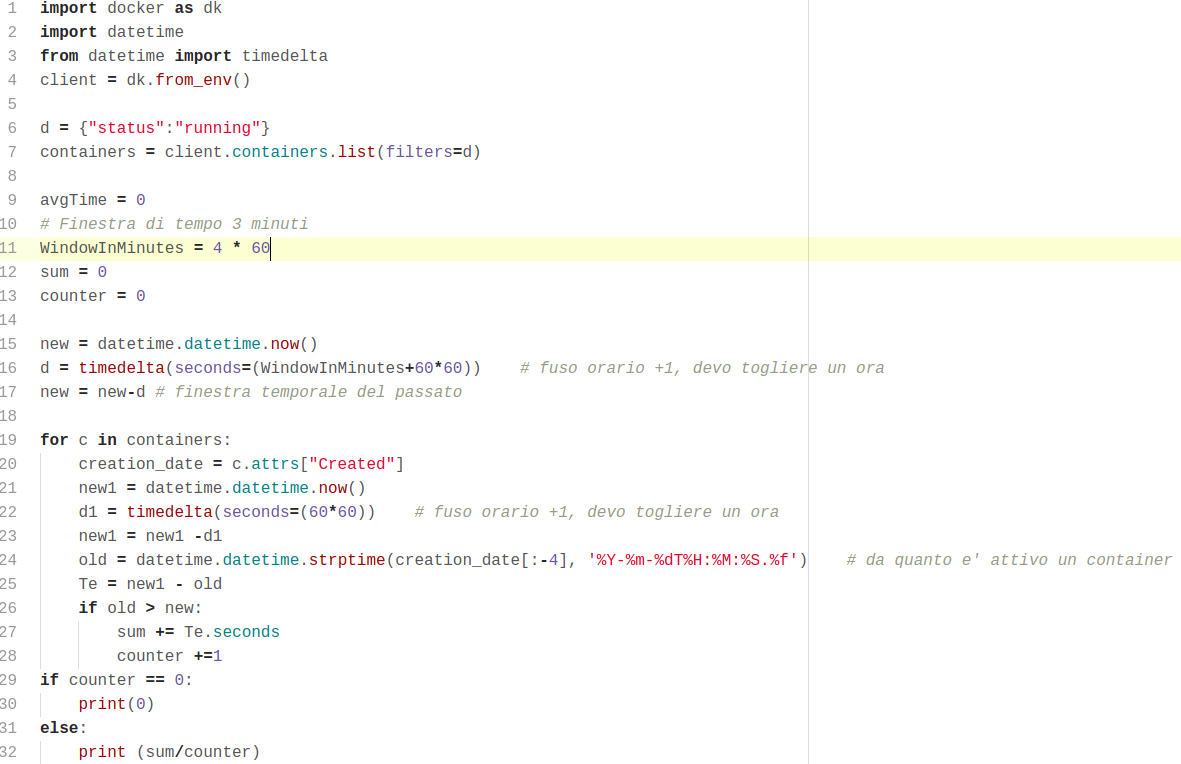 1 import docker as dk
2 import datetime
3 from datetime import timedelta
4 client = dk.from_env()
5
6 d = {"status":"running"}
7 containers = client.containers.list(filters=d)
8
9 avgTime = 0
10 # Finestra di tempo 3 minuti
11 WindowInMinutes = 4 * 60
12 sum = 0
13 counter = 0
14
15 new = datetime.datetime.now()
16 d = timedelta(seconds=(WindowInMinutes+60*60))    # fuso orario +1, devo togliere un ora
17 new = new-d # finestra temporale del passato
18
19 for c in containers:
20     creation_date = c.attrs["Created"]
21     new1 = datetime.datetime.now()
22     d1 = timedelta(seconds=(60*60))    # fuso orario +1, devo togliere un ora
23     new1 = new1 -d1
24     old = datetime.datetime.strptime(creation_date[:-4], '%Y-%m-%dT%H:%M:%S.%f')    # da quanto e' attivo un container
25     Te = new1 - old
26     if old > new:
27         sum += Te.seconds
28         counter +=1
29 if counter == 0:
30     print(0)
31 else:
32     print (sum/counter)